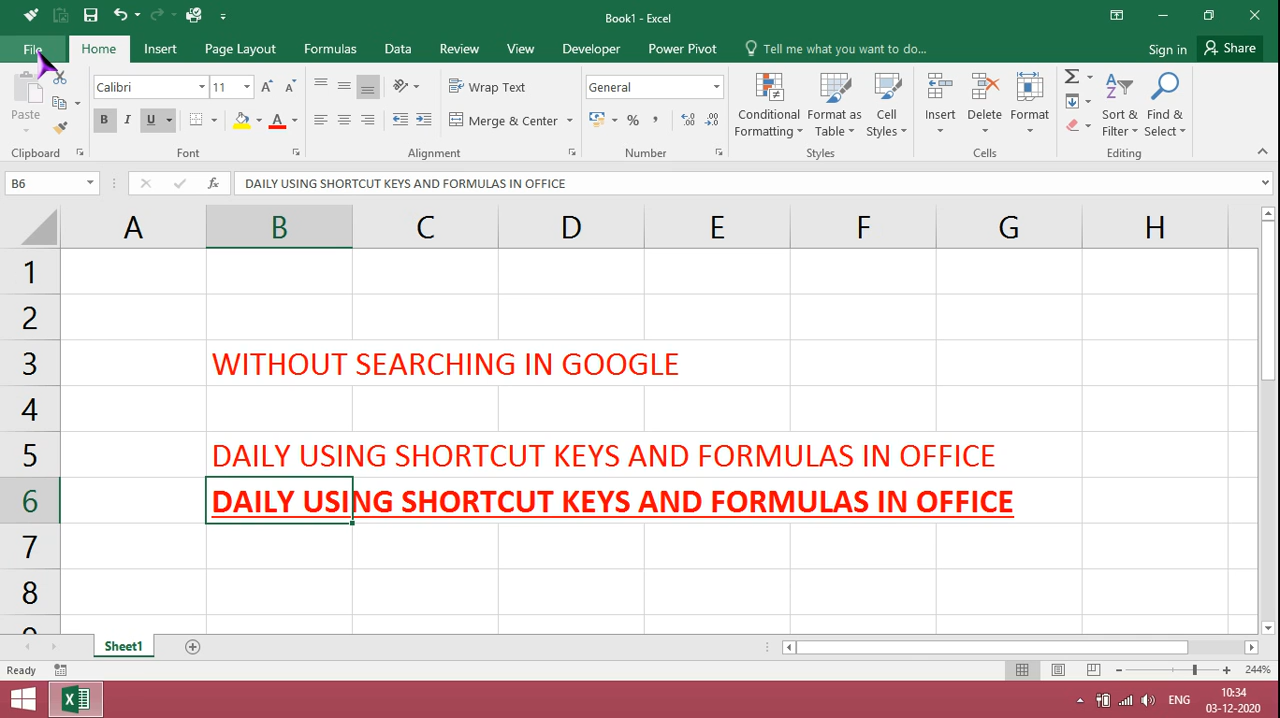 Book1 - Excel
File Home Insert Page Layout Formulas Data Review View Developer Power Pivot Tell me what you want to do... Sign in Share
Paste
Clipboard
Calibri 11
B I U A
Font
Wrap Text
Merge & Center
Alignment
General
%
Number
Conditional Formatting
Format as Table
Cell Styles
Styles
Insert Delete Format
Cells
Sort & Filter
Find & Select
Editing
B6 fx DAILY USING SHORTCUT KEYS AND FORMULAS IN OFFICE
A B C D E F G H
1
2
3 WITHOUT SEARCHING IN GOOGLE
4
5 DAILY USING SHORTCUT KEYS AND FORMULAS IN OFFICE
6 DAILY USING SHORTCUT KEYS AND FORMULAS IN OFFICE
7
8
9
Sheet1
Ready 244%
ENG 10:34
03-12-2020